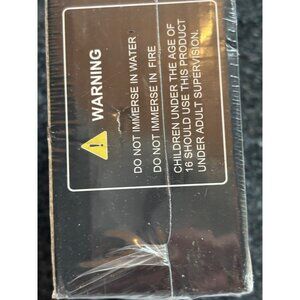 WARNING
DO NOT IMMERSE IN WATER
DO NOT IMMERSE IN FIRE
CHILDREN UNDER THE AGE OF
16 SHOULD USE THIS PRODUCT
UNDER ADULT SUPERVISION.